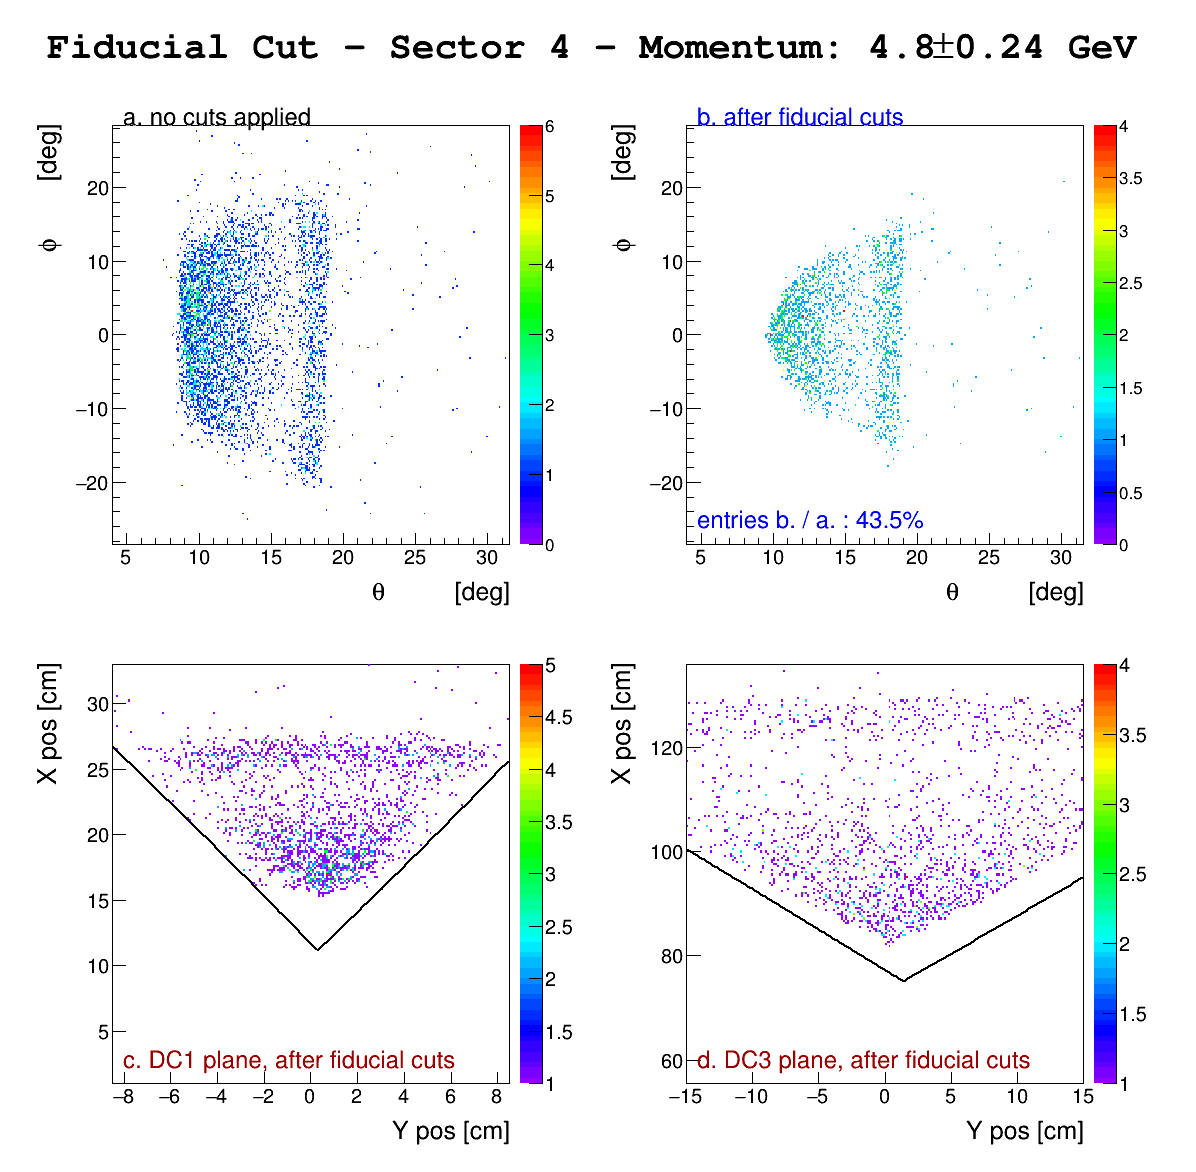 Fiducial Cut – Sector 4 – Momentum: 4.8±0.24 GeV
a. no cuts applied
ϕ [deg]
20
10
0
−10
−20
5 10 15 20 25 30
θ [deg]
6
5
4
3
2
1
0
b. after fiducial cuts
ϕ [deg]
20
10
0
−10
−20
entries b. / a. : 43.5%
5 10 15 20 25 30
θ [deg]
4
3.5
3
2.5
2
1.5
1
0.5
0
X pos [cm]
30
25
20
15
10
5
c. DC1 plane, after fiducial cuts
−8 −6 −4 −2 0 2 4 6 8
Y pos [cm]
5
4.5
4
3.5
3
2.5
2
1.5
1
X pos [cm]
120
100
80
60
d. DC3 plane, after fiducial cuts
−15 −10 −5 0 5 10 15
Y pos [cm]
4
3.5
3
2.5
2
1.5
1